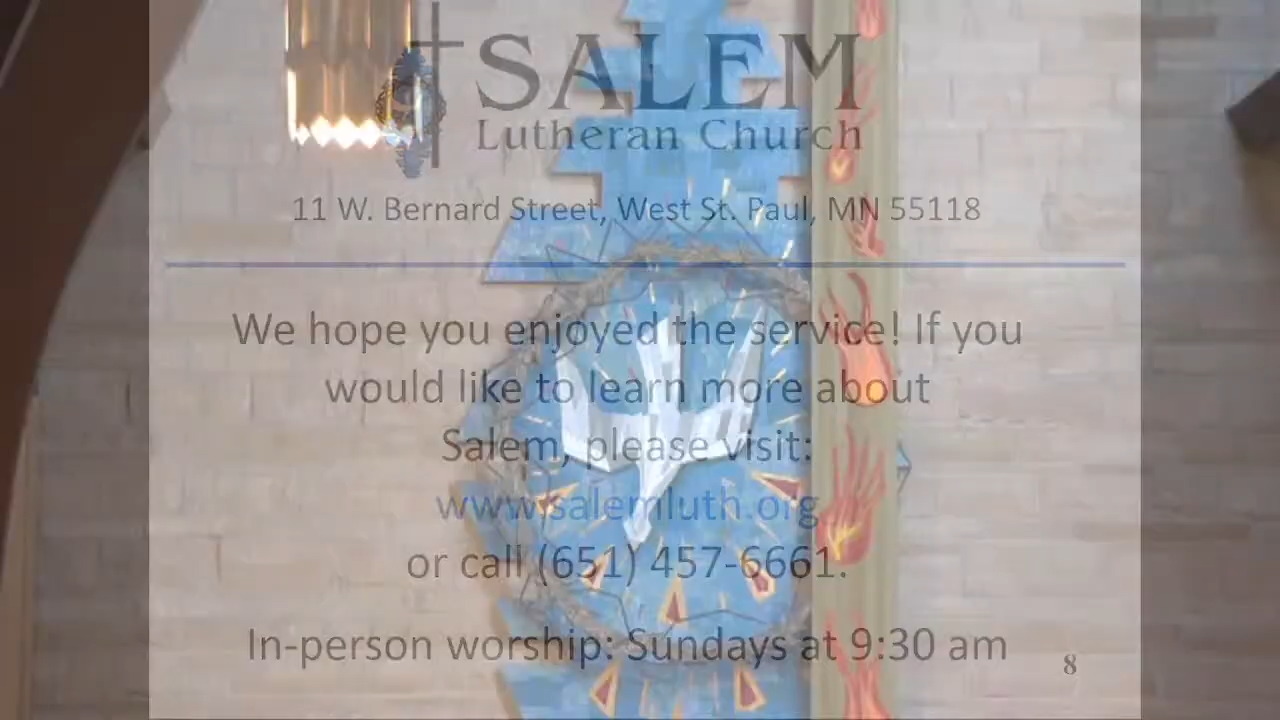 SALEM
Lutheran Church
11 W. Bernard Street, West St. Paul, MN 55118
We hope you enjoyed the service! If you
would like to learn more about
Salem, please visit:
www.salemluth.org
or call (651) 457-6661.
In-person worship: Sundays at 9:30 am
8